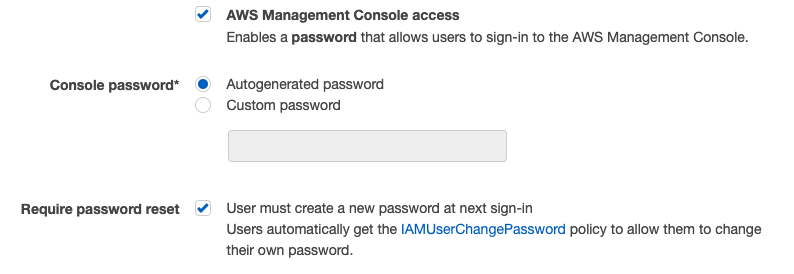 AWS Management Console access
Enables a password that allows users to sign-in to the AWS Management Console.
Console password*
Autogenerated password
Custom password
Require password reset
User must create a new password at next sign-in
Users automatically get the IAMUserChangePassword policy to allow them to change
their own password.